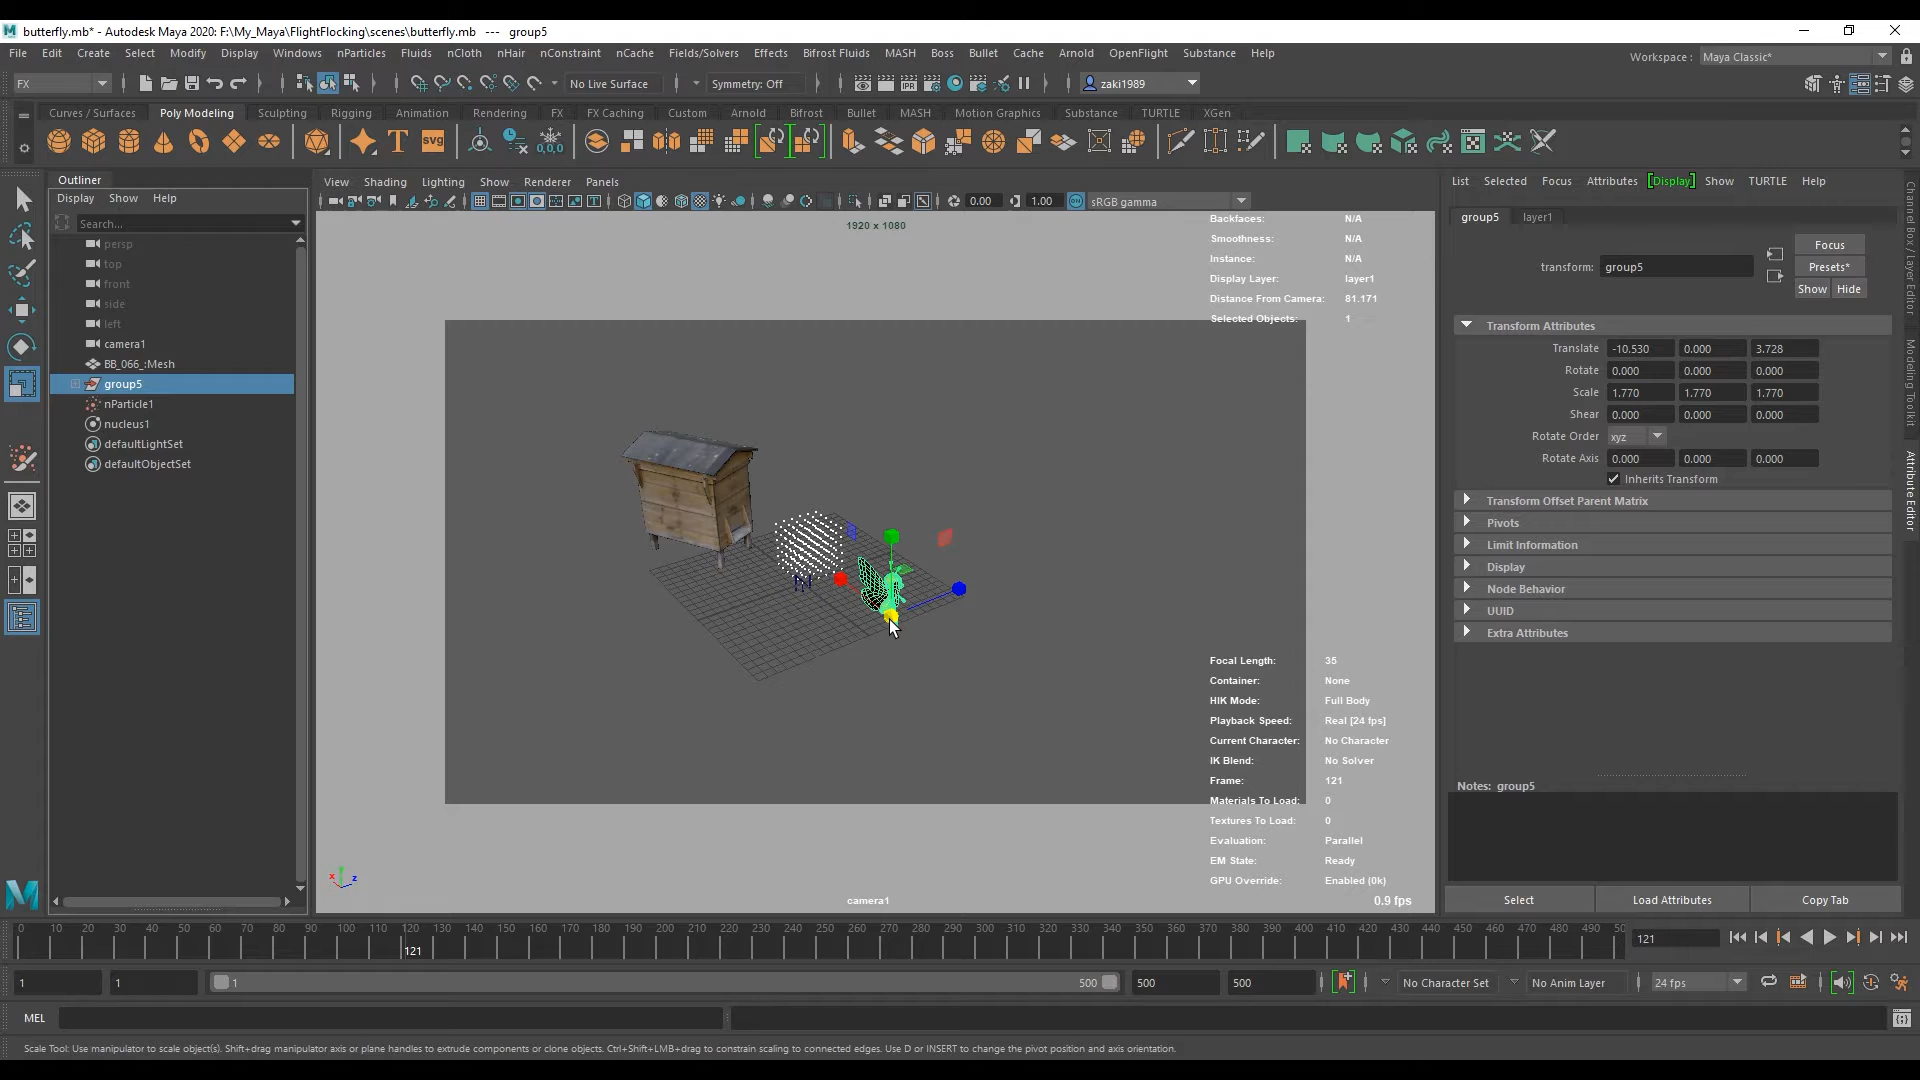 butterfly.mb* - Autodesk Maya 2020: F:\My_Maya\FlightFlocking\scenes\butterfly.mb   ---   group5
File Edit Create Select Modify Display Windows nParticles Fluids nCloth nHair nConstraint nCache Fields/Solvers Effects Bifrost Fluids MASH Boss Bullet Cache Arnold OpenFlight Substance Help
Workspace : Maya Classic*
FX No Live Surface Symmetry: Off IPR zaki1989
Curves / Surfaces Poly Modeling Sculpting Rigging Animation Rendering FX FX Caching Custom Arnold Bifrost Bullet MASH Motion Graphics Substance TURTLE XGen
T svg 0,0,0
Outliner
Display Show Help
Search...
persp
top
front
side
left
camera1
BB_066_:Mesh
group5
nParticle1
nucleus1
defaultLightSet
defaultObjectSet
View Shading Lighting Show Renderer Panels
0.00 1.00 sRGB gamma
1920 x 1080
Backfaces: N/A
Smoothness: N/A
Instance: N/A
Display Layer: layer1
Distance From Camera: 81.171
Selected Objects: 1
N
Focal Length: 35
Container: None
HIK Mode: Full Body
Playback Speed: Real [24 fps]
Current Character: No Character
IK Blend: No Solver
Frame: 121
Materials To Load: 0
Textures To Load: 0
Evaluation: Parallel
EM State: Ready
GPU Override: Enabled (0k)
x z
camera1
0.9 fps
List Selected Focus Attributes [Display] Show TURTLE Help
group5 layer1
Focus
transform: group5 Presets*
Show Hide
Transform Attributes
Translate -10.530 0.000 3.728
Rotate 0.000 0.000 0.000
Scale 1.770 1.770 1.770
Shear 0.000 0.000 0.000
Rotate Order xyz
Rotate Axis 0.000 0.000 0.000
Inherits Transform
Transform Offset Parent Matrix
Pivots
Limit Information
Display
Node Behavior
UUID
Extra Attributes
Notes: group5
Select Load Attributes Copy Tab
Channel Box / Layer Editor
Modeling Toolkit
Attribute Editor
0 10 20 30 40 50 60 70 80 90 100 110 120 130 140 150 160 170 180 190 200 210 220 230 240 250 260 270 280 290 300 310 320 330 340 350 360 370 380 390 400 410 420 430 440 450 460 470 480 490 50
121
121
1 1 1 500 500 500 No Character Set No Anim Layer 24 fps
MEL
Scale Tool: Use manipulator to scale object(s). Shift+drag manipulator axis or plane handles to extrude components or clone objects. Ctrl+Shift+LMB+drag to constrain scaling to connected edges. Use D or INSERT to change the pivot position and axis orientation.